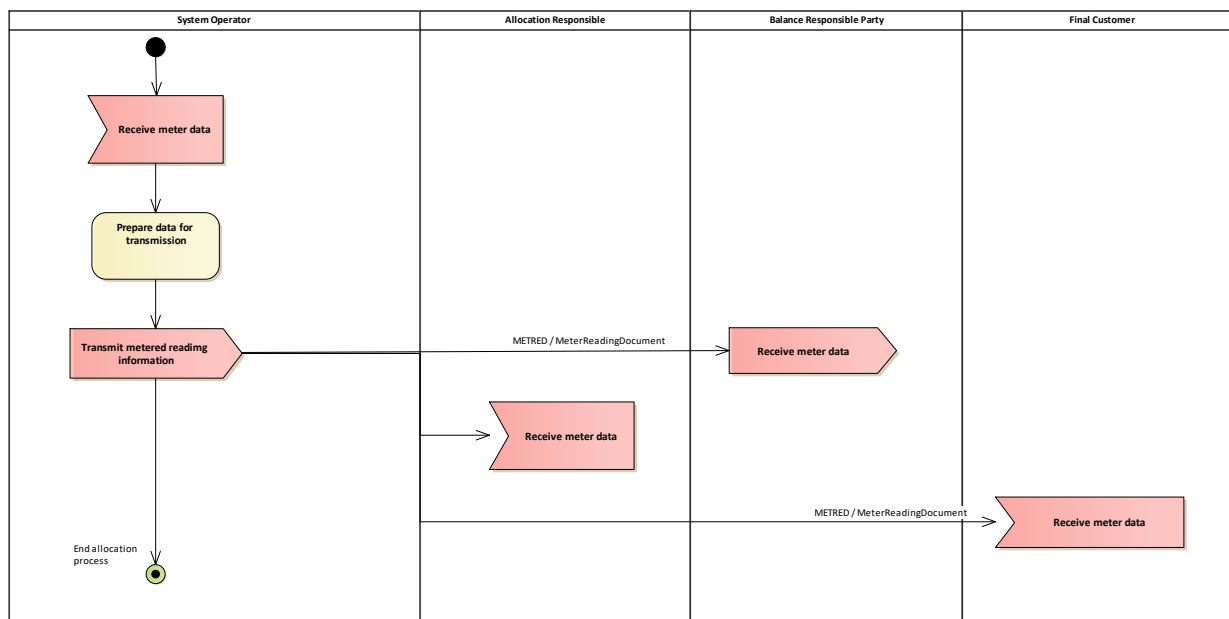 System Operator
Allocation Responsible
Balance Responsible Party
Final Customer
Receive meter data
Prepare data for
transmission
Transmit metered readimg
information
METRED / MeterReadingDocument
Receive meter data
Receive meter data
METRED / MeterReadingDocument
Receive meter data
End allocation
process